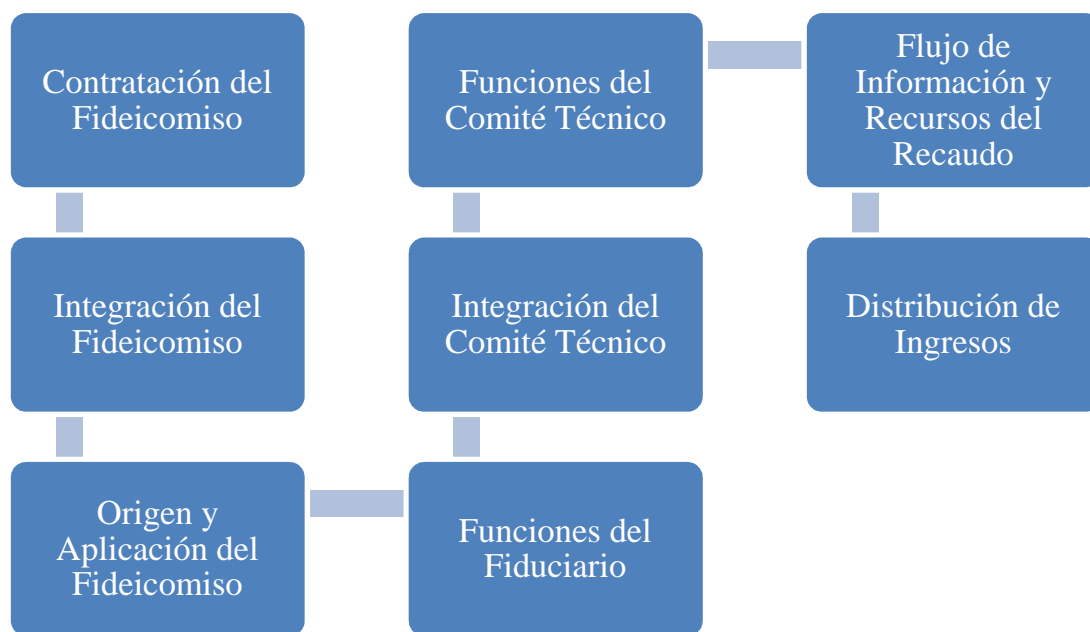 Contratación del
Fideicomiso
Integración del
Fideicomiso
Origen y
Aplicación del
Fideicomiso
Funciones del
Fiduciario
Integración del
Comité Técnico
Funciones del
Comité Técnico
Flujo de
Información y
Recursos del
Recaudo
Distribución de
Ingresos